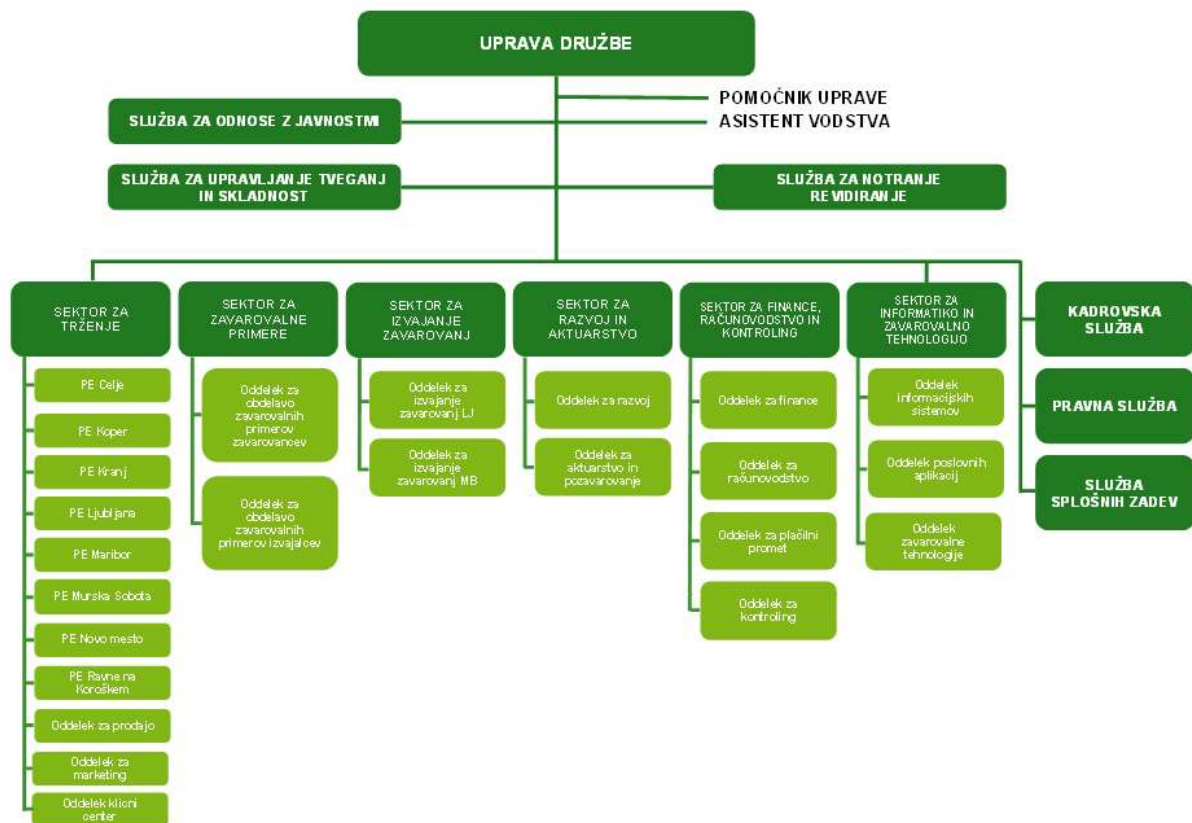 UPRAVA DRUŽBE
POMOČNIK UPRAVE
SLUŽBA ZA ODNOSE Z JAVNOSTMI
ASISTENT VODSTVA
SLUŽBA ZA UPRAVLJANJE TVEGANJ
IN SKLADNOST
SLUŽBA ZA NOTRANJE
REVIDIRANJE
SEKTOR ZA
TRŽENJE
PE Celje
PE Koper
PE Kranj
PE Ljubljana
PE Maribor
PE Murska Sobota
PE Novo mesto
PE Ravne na
Koroškem
Oddelek za prodajo
Oddelek za
marketing
Oddelek klicni
center
SEKTOR ZA
ZAVAROVALNE
PRIMERE
Oddelek za
obdelavo
zavarovalnih
primerov
zavarovancev
Oddelek za
obdelavo
zavarovalnih
primerov izvajalcev
SEKTOR ZA
IZVAJANJE
ZAVAROVANJ
Oddelek za
izvajanje
zavarovanj LJ
Oddelek za
izvajanje
zavarovanj MB
SEKTOR ZA
RAZVOJ IN
AKTUARSTVO
Oddelek za razvoj
Oddelek za
aktuarstvo in
pozavarovanje
SEKTOR ZA FINANCE,
RAČUNOVODSTVO IN
KONTROLING
Oddelek za finance
Oddelek za
računovodstvo
Oddelek za plačilni
promet
Oddelek za
kontroling
SEKTOR ZA
INFORMATIKO IN
ZAVAROVALNO
TEHNOLOGIJO
Oddelek
informacijskih
sistemov
Oddelek poslovnih
aplikacij
Oddelek
zavarovalne
tehnologije
KADROVSKA
SLUŽBA
PRAVNA SLUŽBA
SLUŽBA
SPLOŠNIH ZADEV